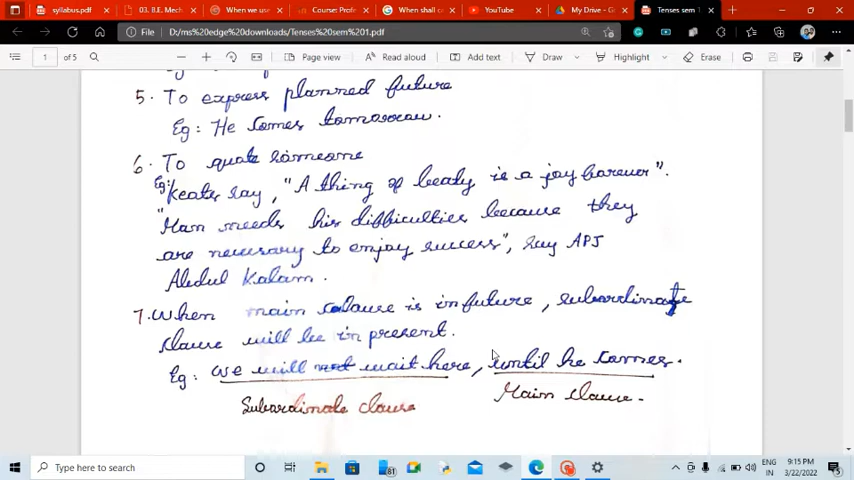 syllabus.pdf
03. B.E. Mech
When we use
Course: Profe
When shall o
YouTube
My Drive - Go
Tenses sem 1
File
D:/ms%20edge%20downloads/Tenses%20sem%201.pdf
1 of 5
Page view
Read aloud
Add text
Draw
Highlight
Erase
5. To express planned future
Eg: He comes tomorrow.
6. To quote someone
Eg: Keats say, "A thing of beaty is a joy forever".
"Man needs his difficulties because they
are necessary to enjoy success", say APJ
Abdul Kalam.
7. When main clause is in future, subordinate
clause will be in present.
Eg: we will not wait here, until he comes.
Subordinate clause
Main clause.
Type here to search
81
ENG
IN
9:15 PM
3/22/2022
5